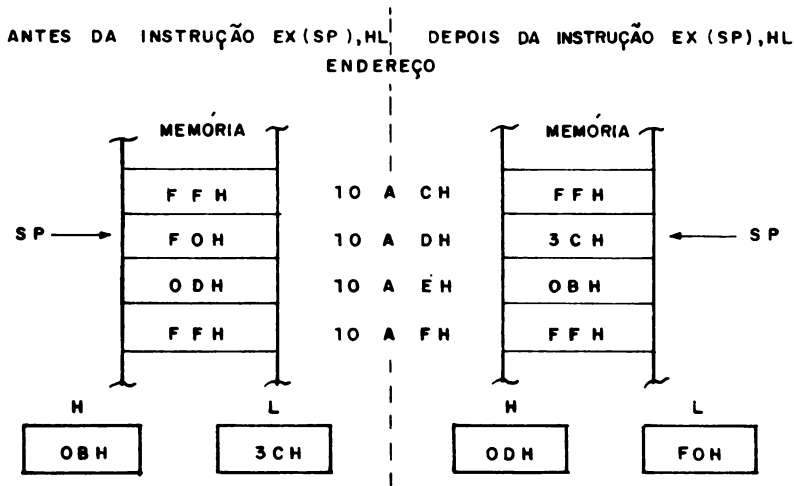 ANTES DA INSTRUÇÃO EX(SP),HL
DEPOIS DA INSTRUÇÃO EX(SP),HL
ENDEREÇO
MEMÓRIA
MEMÓRIA
FFH 10ACH FFH
SP F0H 10ADH 3CH SP
0DH 10AEH 0BH
FFH 10AFH FFH
H L H L
0BH 3CH 0DH F0H